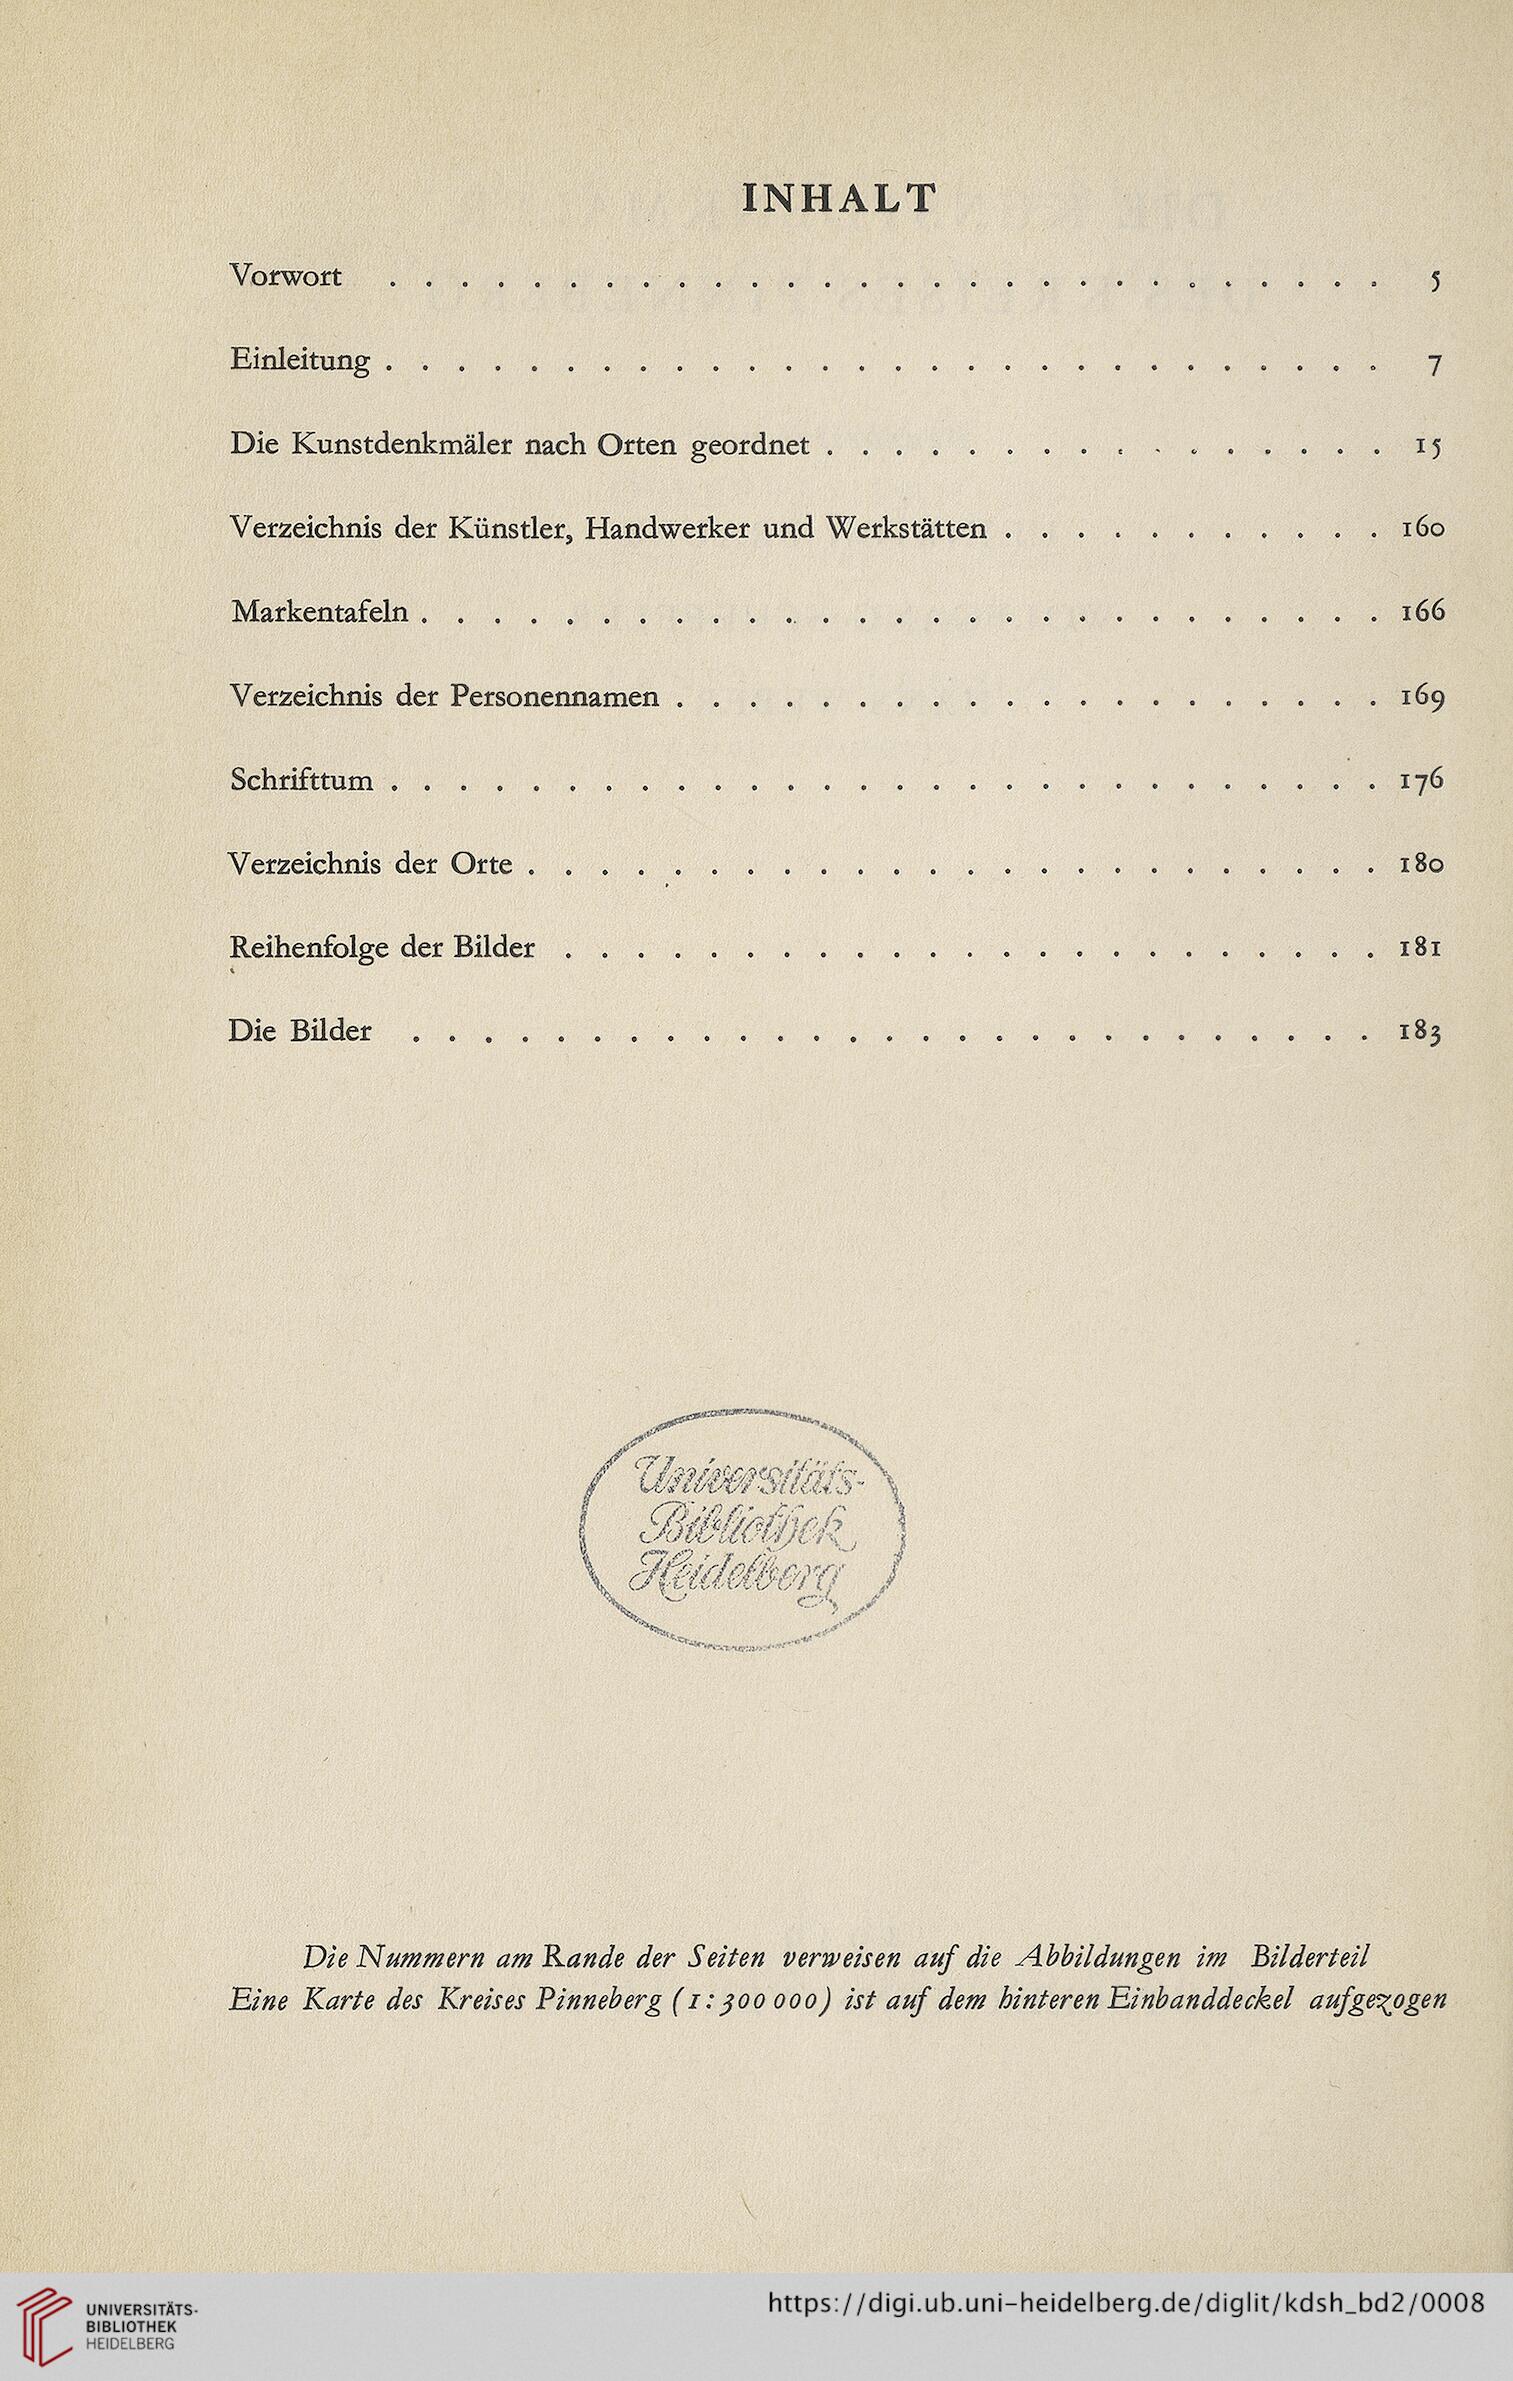 INHALT
Vorwort . . . . . . . . . . . . . . . . . . . . . . . . . . . . 5
Einleitung . . . . . . . . . . . . . . . . . . . . . . . . . . . . 7
Die Kunstdenkmäler nach Orten geordnet . . . . . . . . . . . . . . . . 15
Verzeichnis der Künstler, Handwerker und Werkstätten . . . . . . . . . . . 160
Markentafeln . . . . . . . . . . . . . . . . . . . . . . . . . . . 166
Verzeichnis der Personennamen . . . . . . . . . . . . . . . . . . . . 169
Schrifttum . . . . . . . . . . . . . . . . . . . . . . . . . . . . 176
Verzeichnis der Orte . . . . . . . . . . . . . . . . . . . . . . . . 180
Reihenfolge der Bilder . . . . . . . . . . . . . . . . . . . . . . . 181
Die Bilder . . . . . . . . . . . . . . . . . . . . . . . . . . . 183
Universitäts-
Bibliothek
Heidelberg
Die Nummern am Rande der Seiten verweisen auf die Abbildungen im Bilderteil
Eine Karte des Kreises Pinneberg (1:300 000) ist auf dem hinteren Einbanddeckel aufgezogen
UNIVERSITÄTS-
BIBLIOTHEK
HEIDELBERG
https://digi.ub.uni-heidelberg.de/diglit/kdsh_bd2/0008